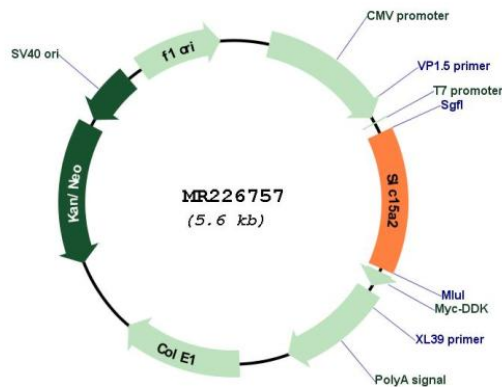 CMV promoter
VP1.5 primer
T7 promoter
SgfI
Slc15a2
MluI
Myc-DDK
XL39 primer
PolyA signal
Col E1
Kan/Neo
SV40 ori
f1 ori
MR226757
(5.6 kb)